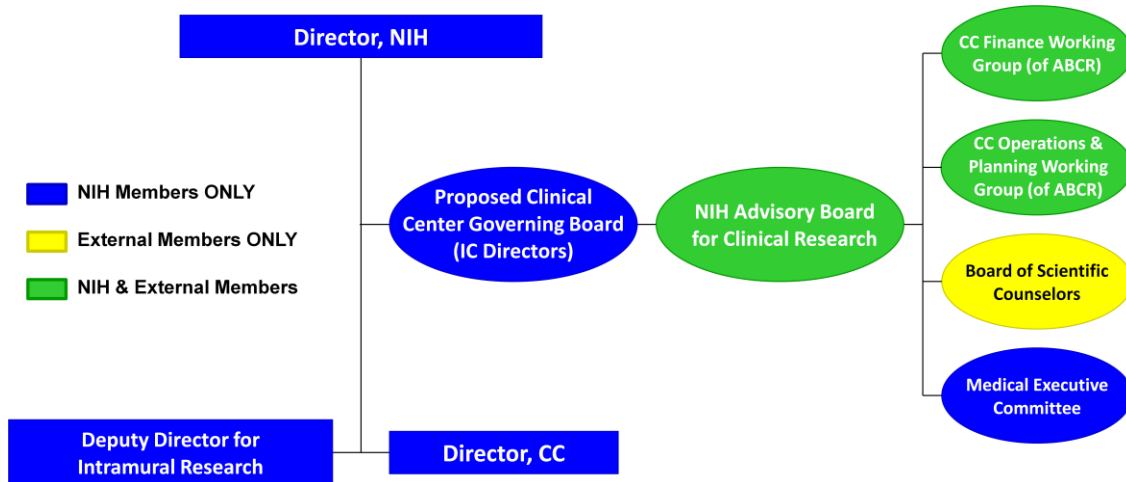 Director, NIH
CC Finance Working
Group (of ABCR)
CC Operations &
Planning Working
Group (of ABCR)
NIH Members ONLY
External Members ONLY
NIH & External Members
Proposed Clinical
Center Governing Board
(IC Directors)
NIH Advisory Board
for Clinical Research
Board of Scientific
Counselors
Medical Executive
Committee
Deputy Director for
Intramural Research
Director, CC